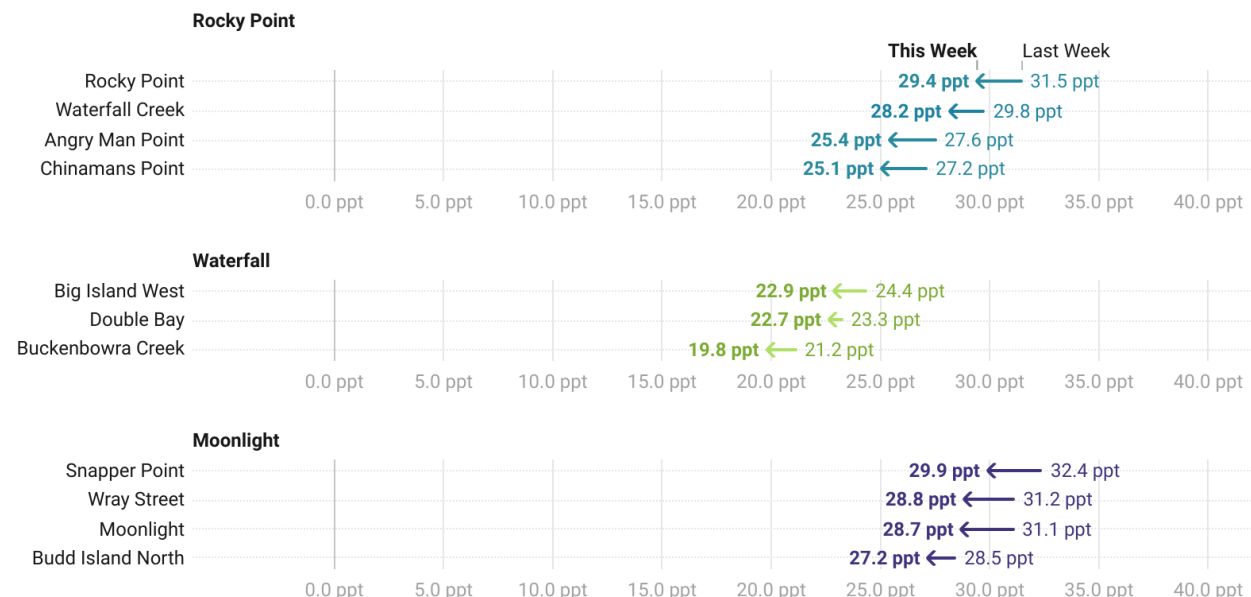 Rocky Point
This Week Last Week
Rocky Point 29.4 ppt 31.5 ppt
Waterfall Creek 28.2 ppt 29.8 ppt
Angry Man Point 25.4 ppt 27.6 ppt
Chinamans Point 25.1 ppt 27.2 ppt
0.0 ppt 5.0 ppt 10.0 ppt 15.0 ppt 20.0 ppt 25.0 ppt 30.0 ppt 35.0 ppt 40.0 ppt
Waterfall
Big Island West 22.9 ppt 24.4 ppt
Double Bay 22.7 ppt 23.3 ppt
Buckenbowra Creek 19.8 ppt 21.2 ppt
0.0 ppt 5.0 ppt 10.0 ppt 15.0 ppt 20.0 ppt 25.0 ppt 30.0 ppt 35.0 ppt 40.0 ppt
Moonlight
Snapper Point 29.9 ppt 32.4 ppt
Wray Street 28.8 ppt 31.2 ppt
Moonlight 28.7 ppt 31.1 ppt
Budd Island North 27.2 ppt 28.5 ppt
0.0 ppt 5.0 ppt 10.0 ppt 15.0 ppt 20.0 ppt 25.0 ppt 30.0 ppt 35.0 ppt 40.0 ppt